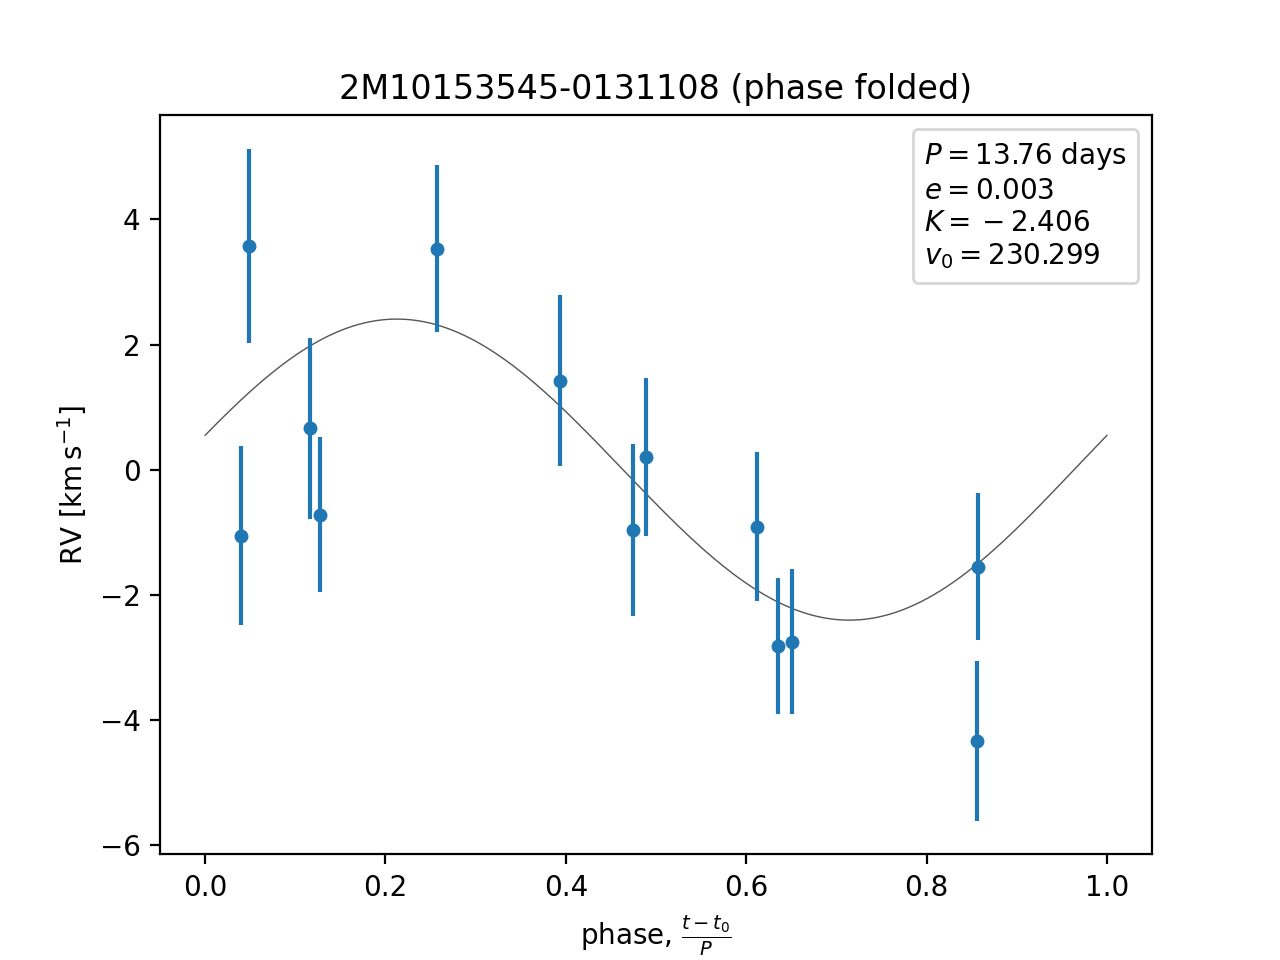 2M10153545-0131108 (phase folded)
P = 13.76 days
e = 0.003
K = −2.406
v₀ = 230.299
4
2
0
−2
−4
−6
RV [km s⁻¹]
0.0 0.2 0.4 0.6 0.8 1.0
phase, (t − t₀)/P